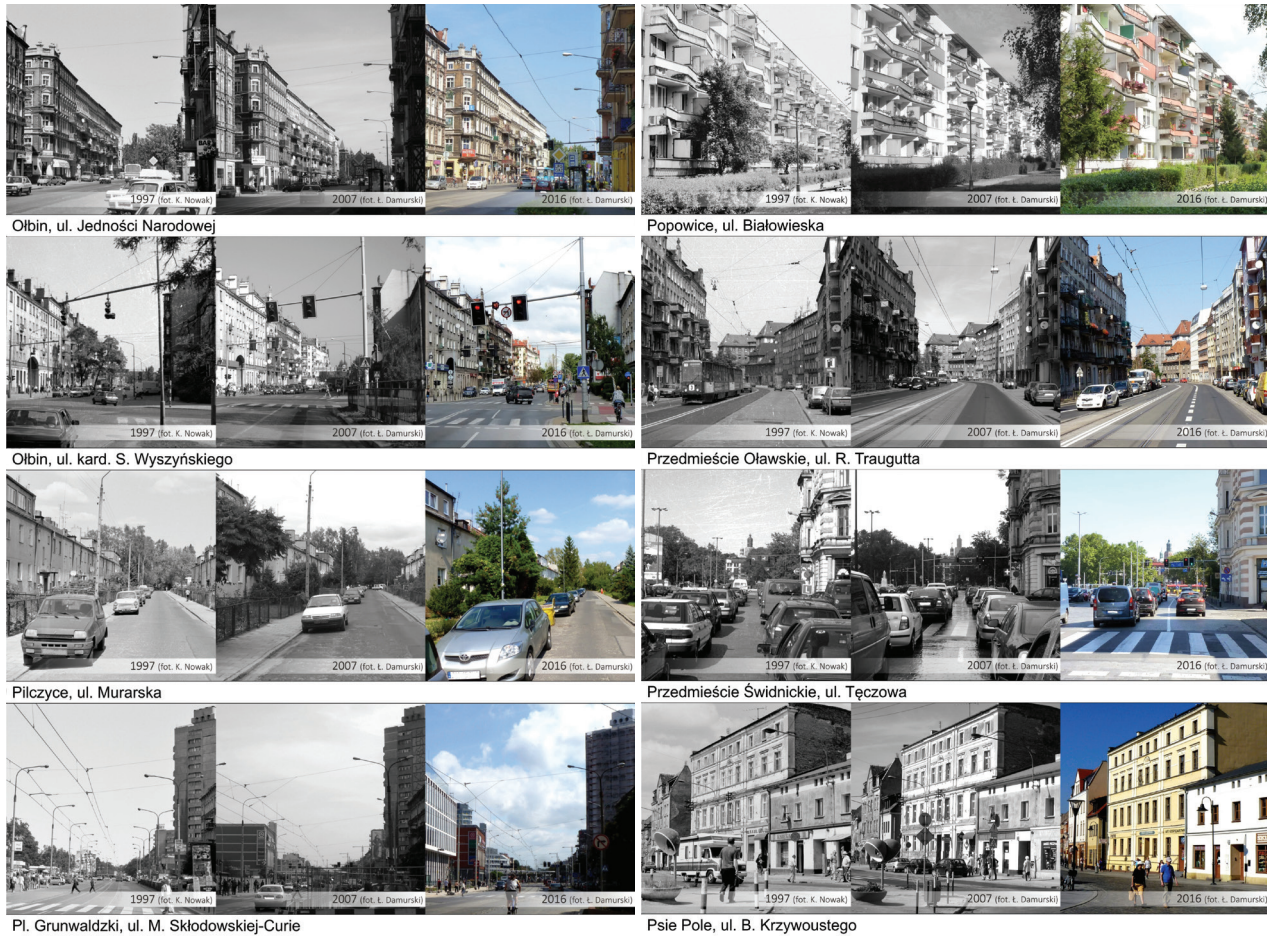 1997 (fot. K. Nowak) 2007 (fot. Ł. Damurski) 2016 (fot. Ł. Damurski)
Ołbin, ul. Jedności Narodowej
1997 (fot. K. Nowak) 2007 (fot. Ł. Damurski) 2016 (fot. Ł. Damurski)
Popowice, ul. Białowieska
1997 (fot. K. Nowak) 2007 (fot. Ł. Damurski) 2016 (fot. Ł. Damurski)
Ołbin, ul. kard. S. Wyszyńskiego
1997 (fot. K. Nowak) 2007 (fot. Ł. Damurski) 2016 (fot. Ł. Damurski)
Przedmieście Oławskie, ul. R. Traugutta
1997 (fot. K. Nowak) 2007 (fot. Ł. Damurski) 2016 (fot. Ł. Damurski)
Pilczyce, ul. Murarska
1997 (fot. K. Nowak) 2007 (fot. Ł. Damurski) 2016 (fot. Ł. Damurski)
Przedmieście Świdnickie, ul. Tęczowa
1997 (fot. K. Nowak) 2007 (fot. Ł. Damurski) 2016 (fot. Ł. Damurski)
Pl. Grunwaldzki, ul. M. Skłodowskiej-Curie
1997 (fot. K. Nowak) 2007 (fot. Ł. Damurski) 2016 (fot. Ł. Damurski)
Psie Pole, ul. B. Krzywoustego